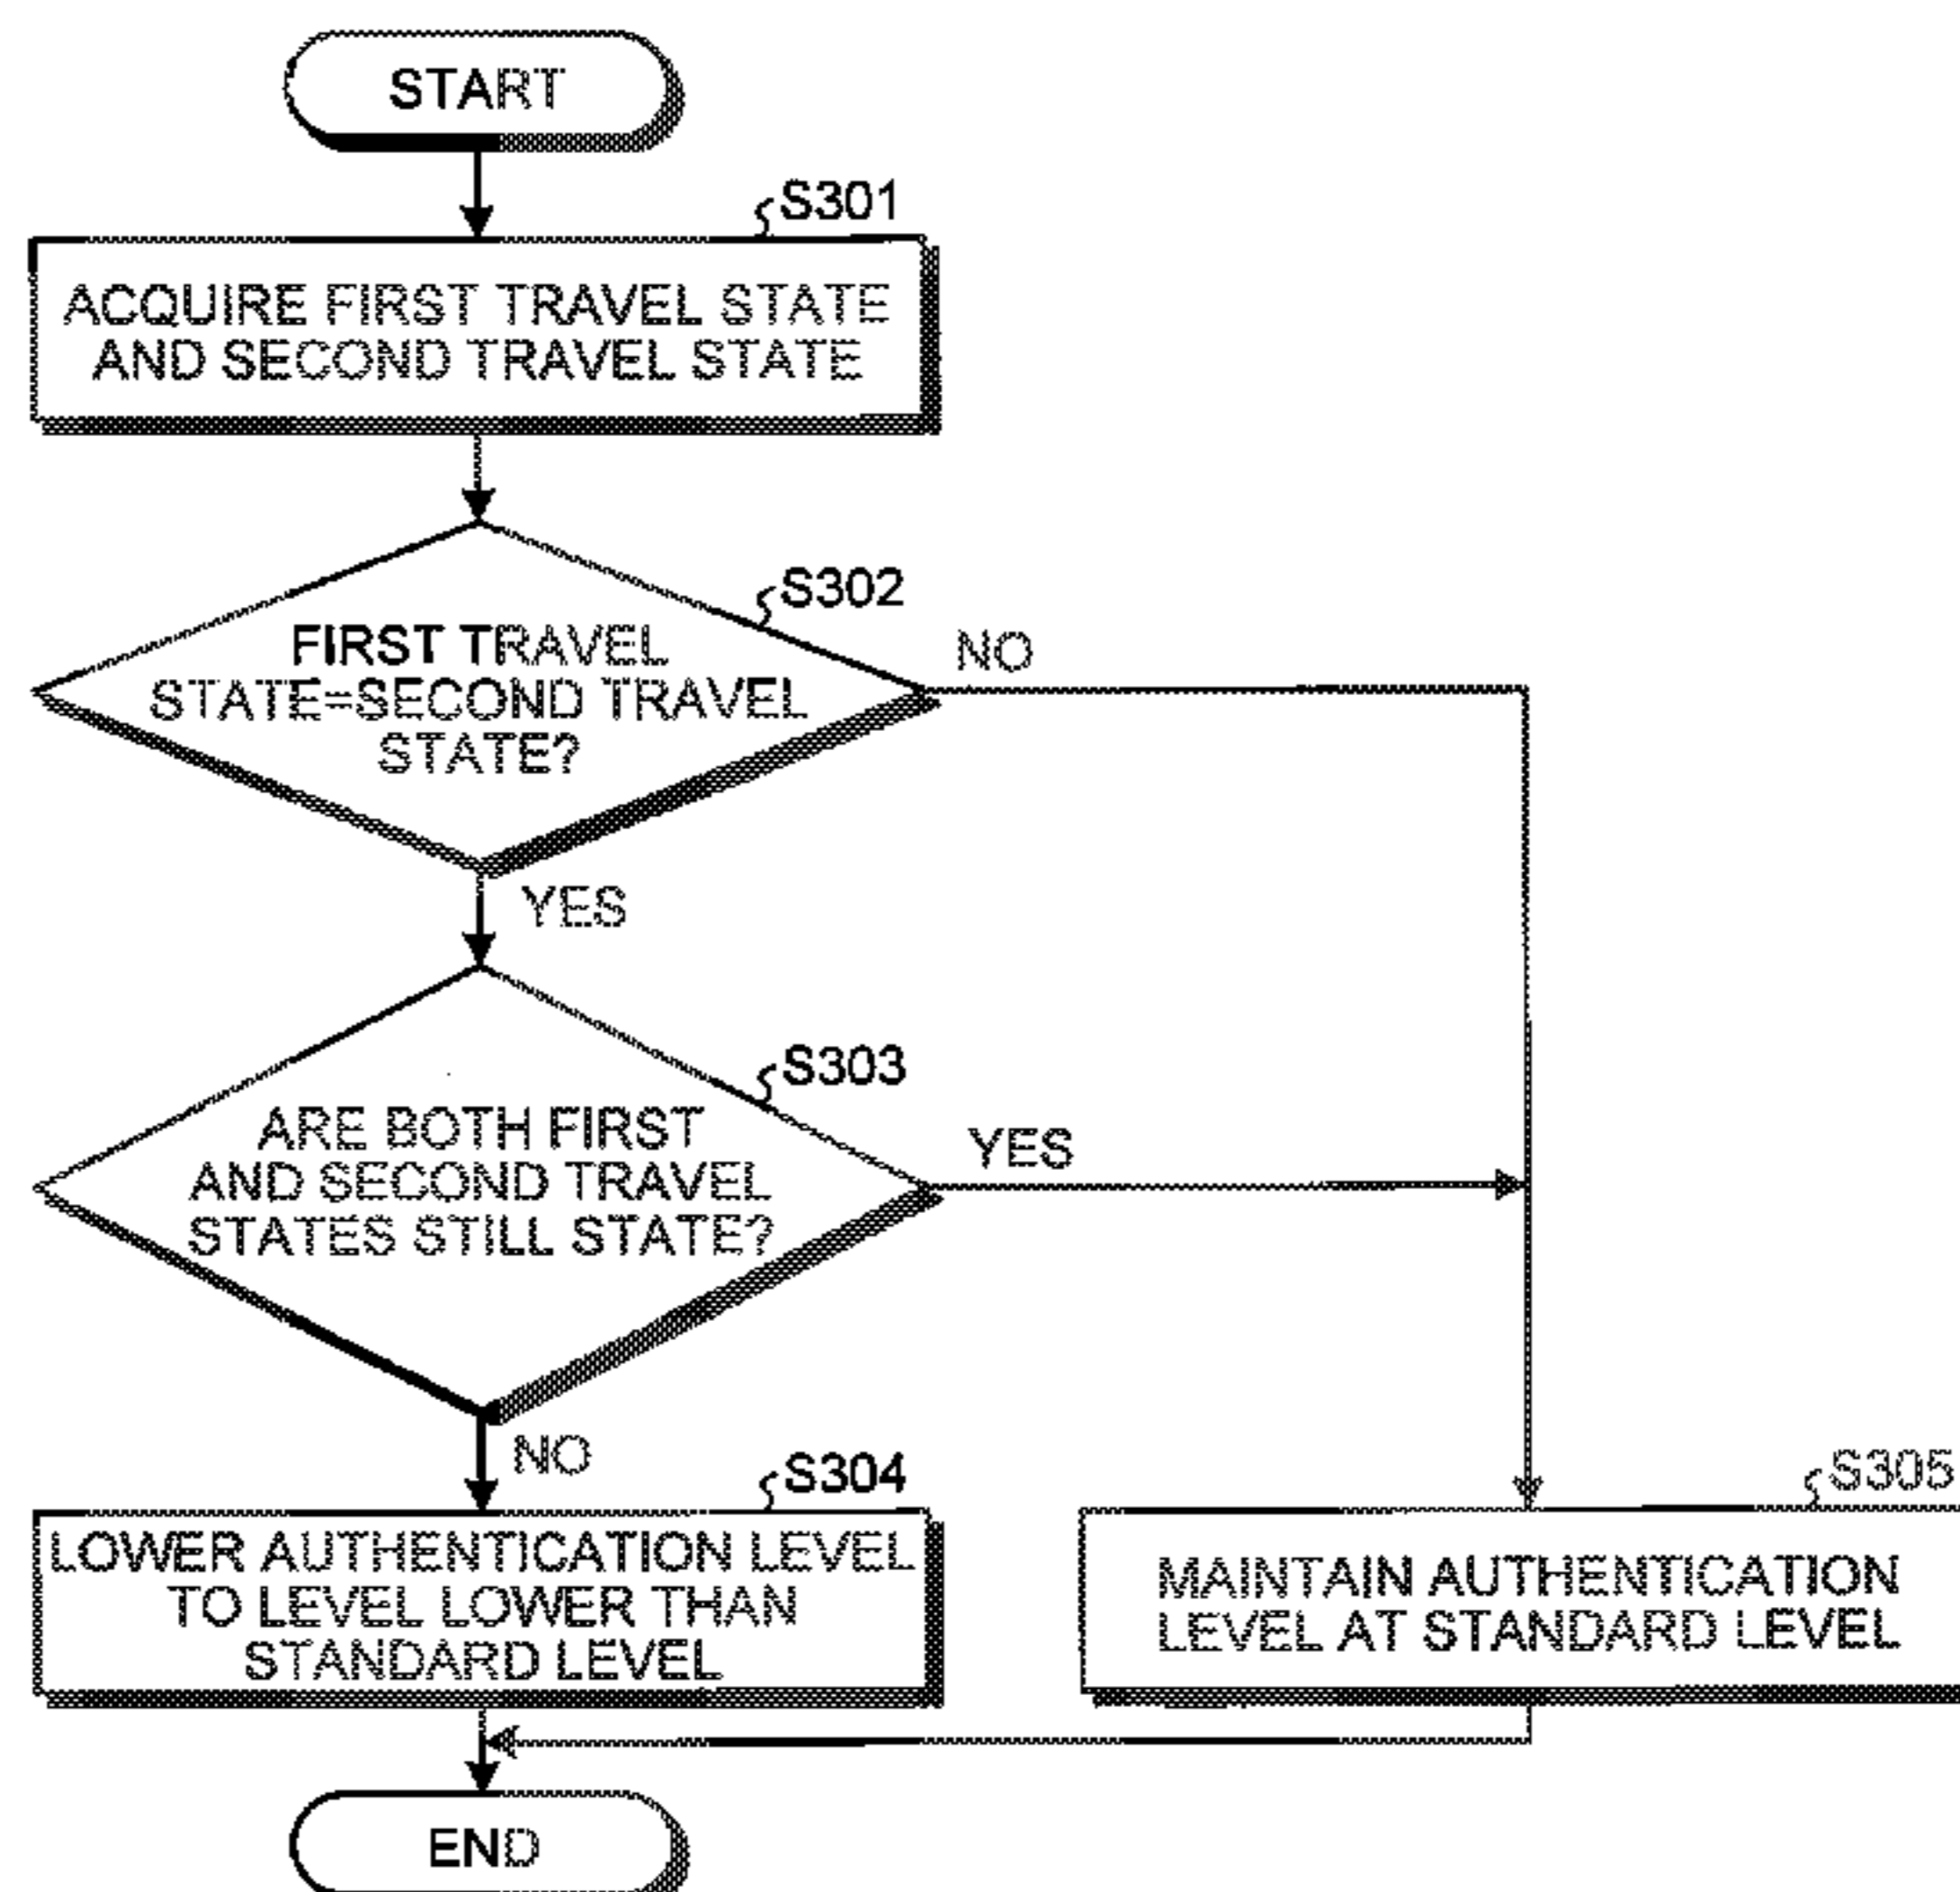 START
S301
ACQUIRE FIRST TRAVEL STATE
AND SECOND TRAVEL STATE
S302
FIRST TRAVEL
STATE=SECOND TRAVEL
STATE?
NO
YES
S303
ARE BOTH FIRST
AND SECOND TRAVEL
STATES STILL STATE?
YES
NO
S304
LOWER AUTHENTICATION LEVEL
TO LEVEL LOWER THAN
STANDARD LEVEL
S305
MAINTAIN AUTHENTICATION
LEVEL AT STANDARD LEVEL
END